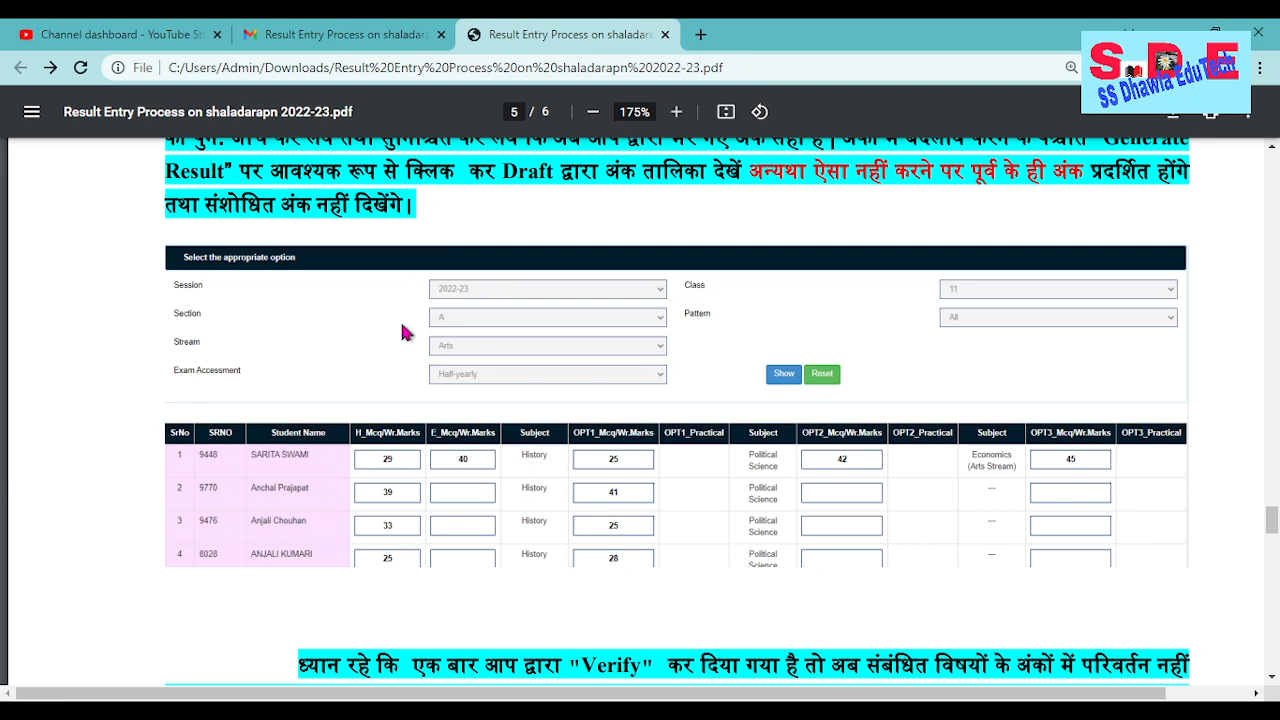 Channel dashboard - YouTube St
Result Entry Process on shaladara
Result Entry Process on shaladara
File C:/Users/Admin/Downloads/Result%20Entry%20Process%20on%20shaladarapn%202022-23.pdf
S D E
SS Dhawla EduTech
Result Entry Process on shaladarapn 2022-23.pdf
5 / 6
175%
Result” पर आवश्यक रूप से क्लिक कर Draft द्वारा अंक तालिका देखें अन्यथा ऐसा नहीं करने पर पूर्व के ही अंक प्रदर्शित होंगे
तथा संशोधित अंक नहीं दिखेंगे|
Select the appropriate option
Session 2022-23 Class 11
Section A Pattern All
Stream Arts
Exam Accessment Half-yearly Show Reset
SrNo SRNO Student Name H_Mcq/Wr.Marks E_Mcq/Wr.Marks Subject OPT1_Mcq/Wr.Marks OPT1_Practical Subject OPT2_Mcq/Wr.Marks OPT2_Practical Subject OPT3_Mcq/Wr.Marks OPT3_Practical
1 9448 SARITA SWAMI 29 40 History 25 Political Science 42 Economics (Arts Stream) 45
2 9770 Anchal Prajapat 39 History 41 Political Science ---
3 9476 Anjali Chouhan 33 History 25 Political Science ---
4 8028 ANJALI KUMARI 25 History 28 Political Science ---
ध्यान रहे कि एक बार आप द्वारा "Verify" कर दिया गया है तो अब संबंधित विषयों के अंकों में परिवर्तन नहीं